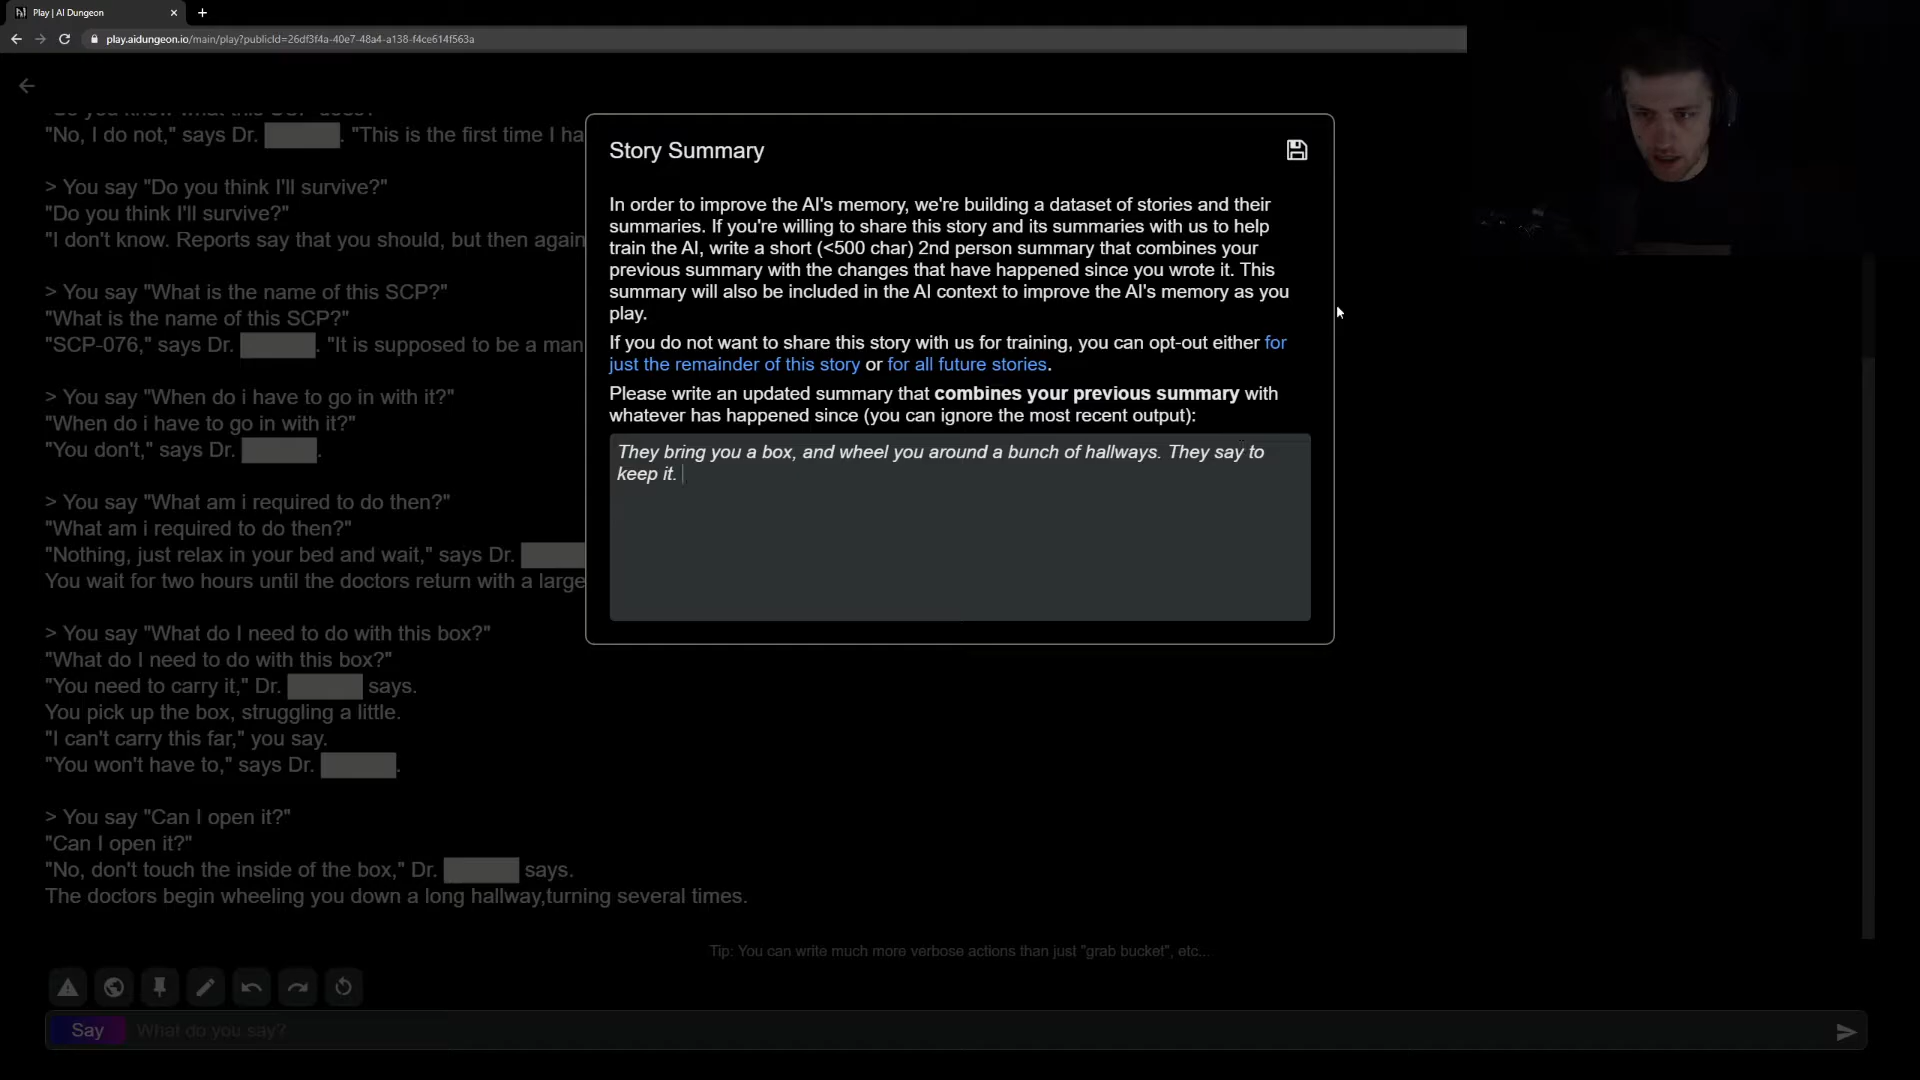 Play | AI Dungeon
play.aidungeon.io/main/play?publicId=26df3f4a-40e7-48a4-a138-f4ce614f563a
"No, I do not," says Dr. . "This is the first time I ha
> You say "Do you think I'll survive?"
"Do you think I'll survive?"
"I don't know. Reports say that you should, but then again
> You say "What is the name of this SCP?"
"What is the name of this SCP?"
"SCP-076," says Dr. . "It is supposed to be a man
> You say "When do i have to go in with it?"
"When do i have to go in with it?"
"You don't," says Dr. .
> You say "What am i required to do then?"
"What am i required to do then?"
"Nothing, just relax in your bed and wait," says Dr.
You wait for two hours until the doctors return with a large
> You say "What do I need to do with this box?"
"What do I need to do with this box?"
"You need to carry it," Dr. says.
You pick up the box, struggling a little.
"I can't carry this far," you say.
"You won't have to," says Dr. .
> You say "Can I open it?"
"Can I open it?"
"No, don't touch the inside of the box," Dr. says.
The doctors begin wheeling you down a long hallway,turning several times.
Story Summary
In order to improve the AI's memory, we're building a dataset of stories and their
summaries. If you're willing to share this story and its summaries with us to help
train the AI, write a short (<500 char) 2nd person summary that combines your
previous summary with the changes that have happened since you wrote it. This
summary will also be included in the AI context to improve the AI's memory as you
play.
If you do not want to share this story with us for training, you can opt-out either for
just the remainder of this story or for all future stories.
Please write an updated summary that combines your previous summary with
whatever has happened since (you can ignore the most recent output):
They bring you a box, and wheel you around a bunch of hallways. They say to
keep it.
Tip: You can write much more verbose actions than just "grab bucket", etc...
Say What do you say?